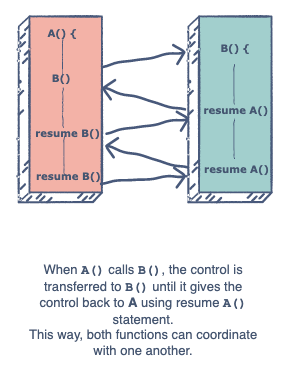 A() {
B()
resume B()
resume B()
B() {
resume A()
resume A()
When A() calls B(), the control is
transferred to B() until it gives the
control back to A using resume A()
statement.
This way, both functions can coordinate
with one another.